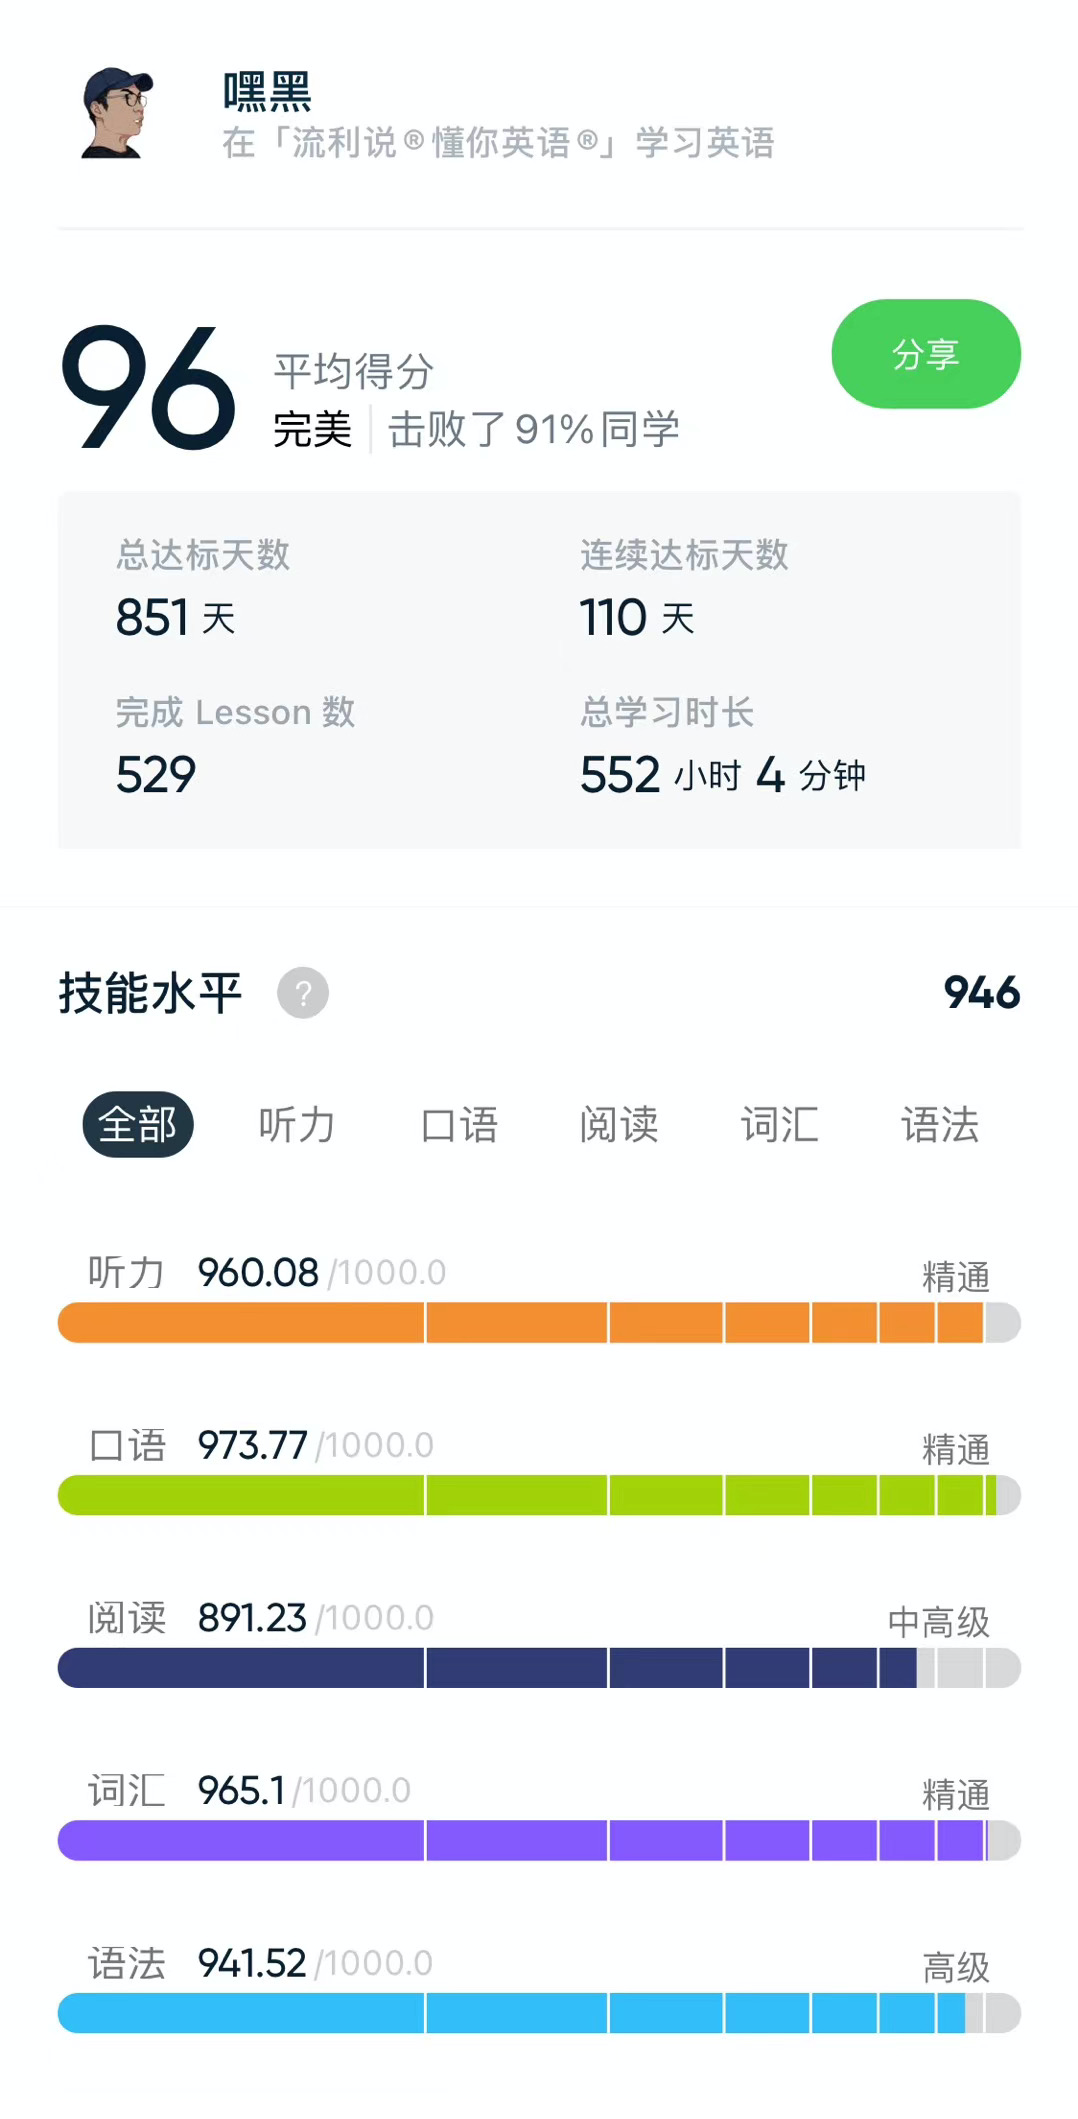 嘿黑
在「流利说®懂你英语®」学习英语
96
平均得分
完美 击败了91%同学
分享
总达标天数 连续达标天数
851 天 110 天
完成 Lesson 数 总学习时长
529 552 小时 4 分钟
技能水平 ? 946
全部 听力 口语 阅读 词汇 语法
听力 960.08/1000.0 精通
口语 973.77/1000.0 精通
阅读 891.23/1000.0 中高级
词汇 965.1/1000.0 精通
语法 941.52/1000.0 高级